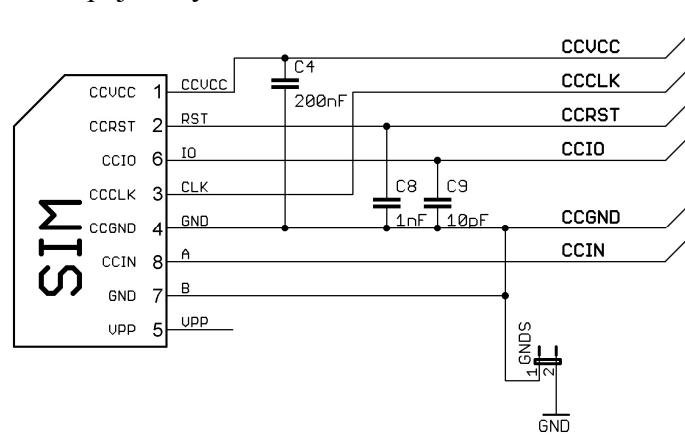 CCVCC
C4
CCVCC 1 CCVCC
CCCLK
200nF
CCRST 2 RST
CCRST
CCIO 6 IO
CCIO
CCCLK 3 CLK
C8 C9
SIM
CCGND 4 GND
1nF 10pF
CCGND
CCIN 8 A
CCIN
GND 7 B
VPP 5 VPP
GNDS
1 2
GND